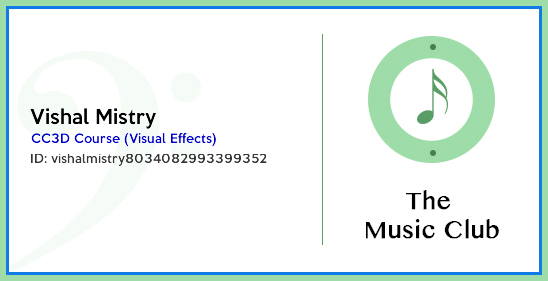 Vishal Mistry
CC3D Course (Visual Effects)
ID: vishalmistry8034082993399352
The
Music Club